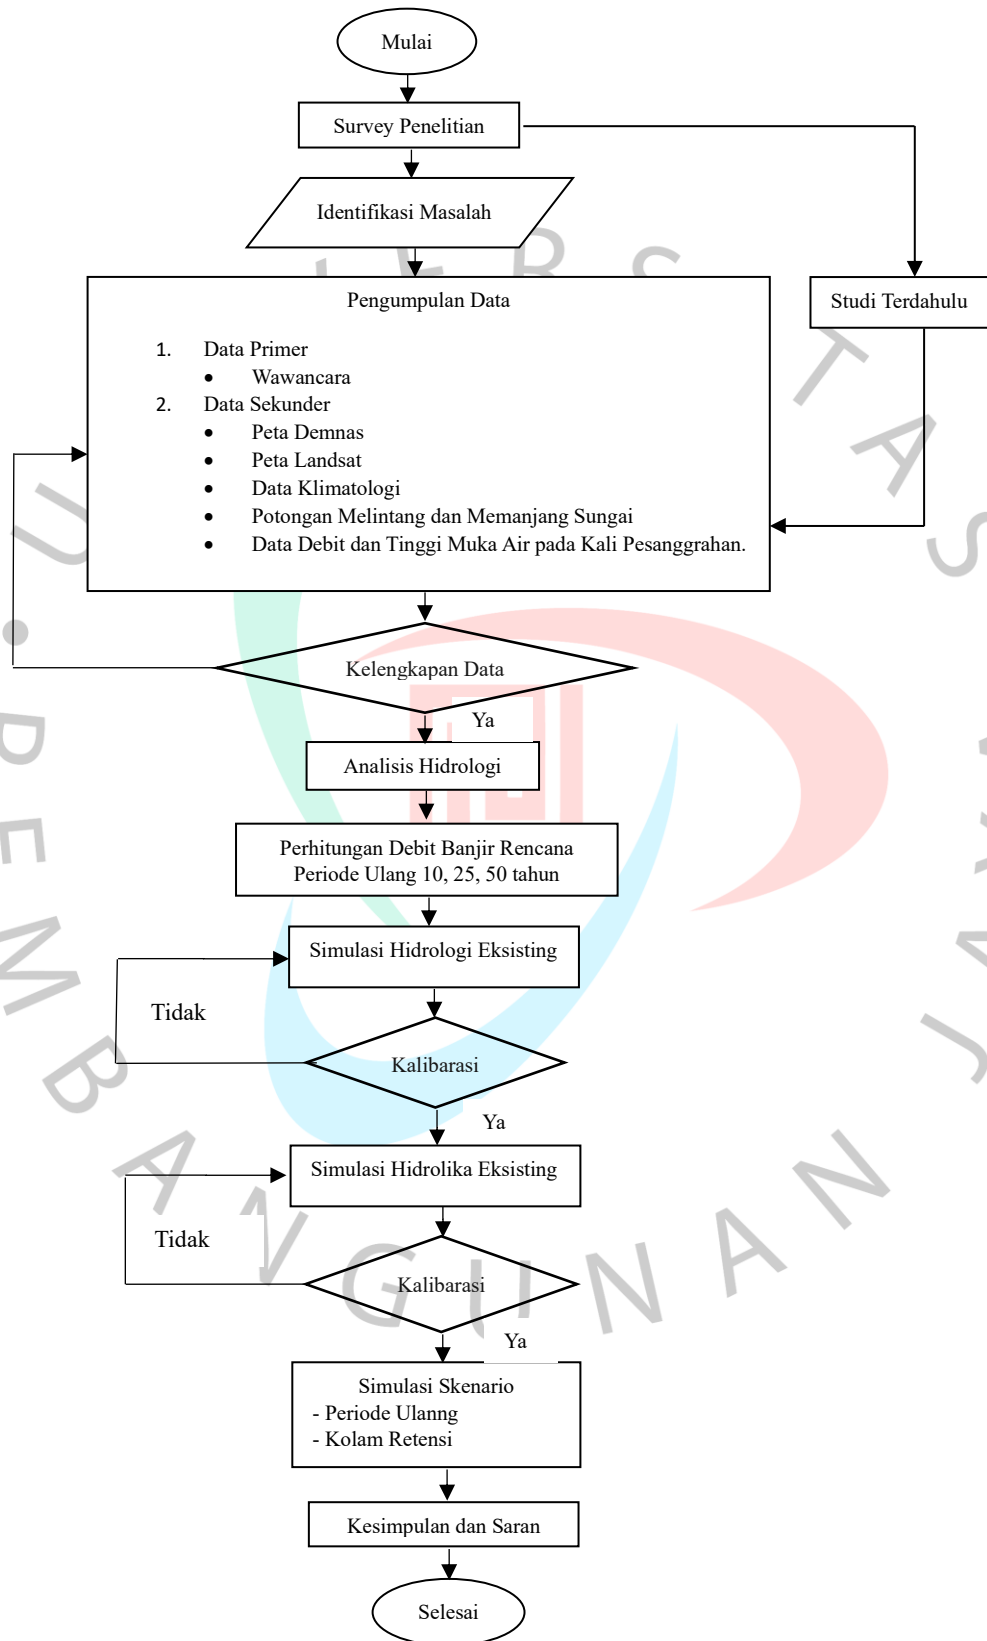 Mulai
Survey Penelitian
Identifikasi Masalah
Studi Terdahulu
Pengumpulan Data
1. Data Primer
• Wawancara
2. Data Sekunder
• Peta Demnas
• Peta Landsat
• Data Klimatologi
• Potongan Melintang dan Memanjang Sungai
• Data Debit dan Tinggi Muka Air pada Kali Pesanggrahan.
Kelengkapan Data
Ya
Analisis Hidrologi
Perhitungan Debit Banjir Rencana
Periode Ulang 10, 25, 50 tahun
Simulasi Hidrologi Eksisting
Tidak
Kalibarasi
Ya
Simulasi Hidrolika Eksisting
Tidak
Kalibarasi
Ya
Simulasi Skenario
- Periode Ulanng
- Kolam Retensi
Kesimpulan dan Saran
Selesai